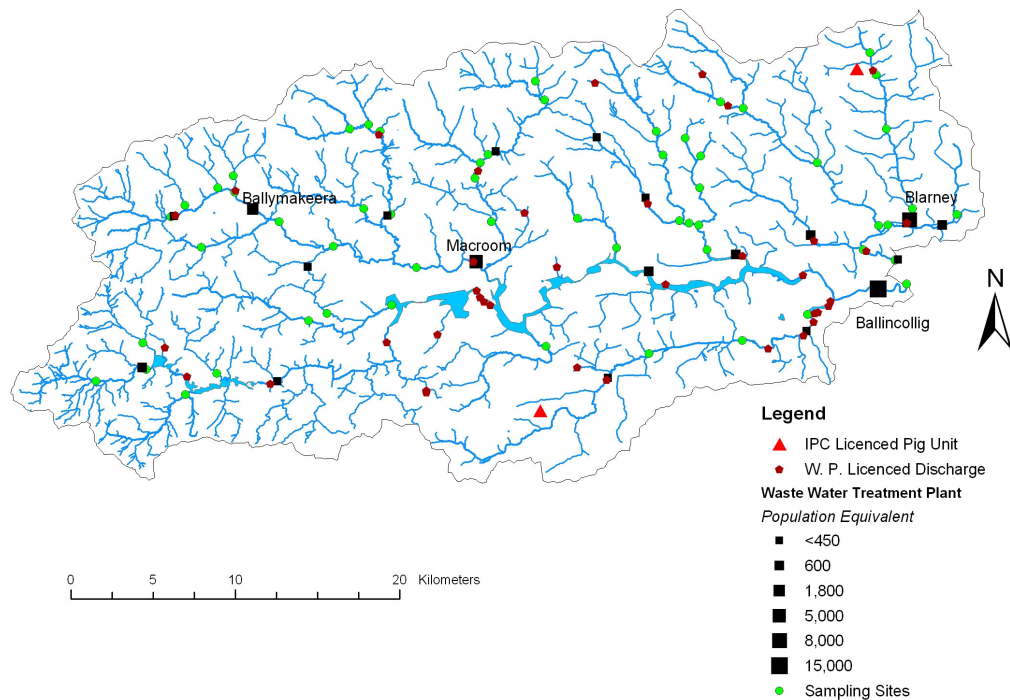 Blarney
Ballymakeera
Macroom
N
Ballincollig
Legend
IPC Licenced Pig Unit
W. P. Licenced Discharge
Waste Water Treatment Plant
Population Equivalent
<450
600
1,800
5,000
8,000
15,000
Sampling Sites
0 5 10 20 Kilometers